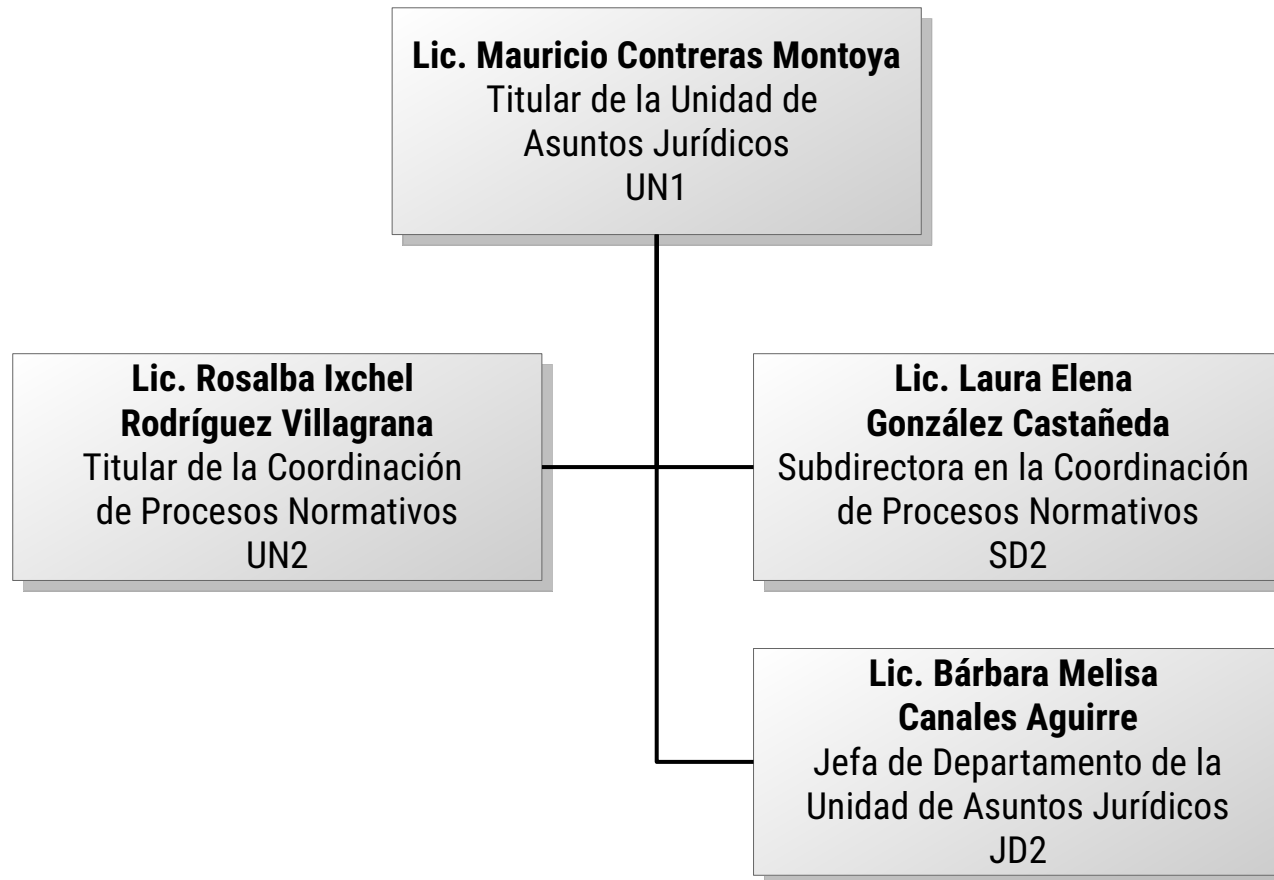 Lic. Mauricio Contreras Montoya
Titular de la Unidad de
Asuntos Jurídicos
UN1
Lic. Rosalba Ixchel
Rodríguez Villagrana
Titular de la Coordinación
de Procesos Normativos
UN2
Lic. Laura Elena
González Castañeda
Subdirectora en la Coordinación
de Procesos Normativos
SD2
Lic. Bárbara Melisa
Canales Aguirre
Jefa de Departamento de la
Unidad de Asuntos Jurídicos
JD2